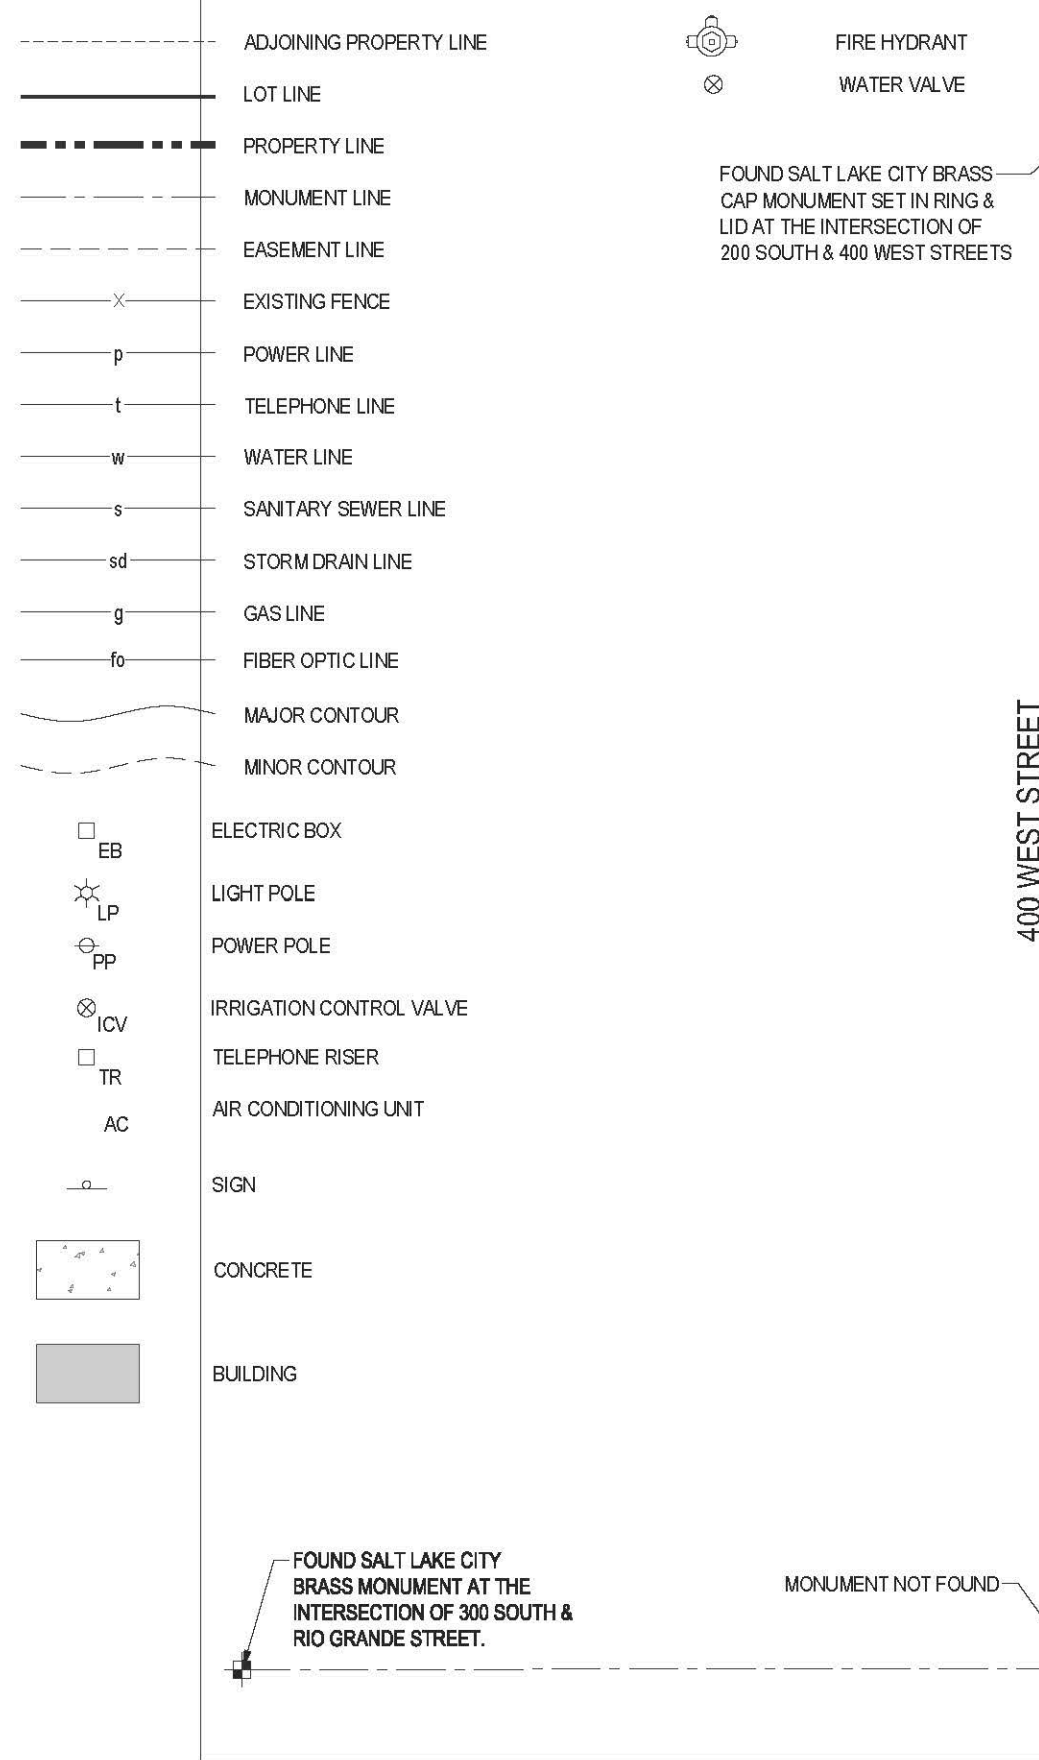 ADJOINING PROPERTY LINE
LOT LINE
PROPERTY LINE
MONUMENT LINE
EASEMENT LINE
X EXISTING FENCE
p POWER LINE
t TELEPHONE LINE
w WATER LINE
s SANITARY SEWER LINE
sd STORM DRAIN LINE
g GAS LINE
fo FIBER OPTIC LINE
MAJOR CONTOUR
MINOR CONTOUR
EB ELECTRIC BOX
LP LIGHT POLE
PP POWER POLE
ICV IRRIGATION CONTROL VALVE
TR TELEPHONE RISER
AC AIR CONDITIONING UNIT
SIGN
CONCRETE
BUILDING
FIRE HYDRANT
WATER VALVE
FOUND SALT LAKE CITY BRASS
CAP MONUMENT SET IN RING &
LID AT THE INTERSECTION OF
200 SOUTH & 400 WEST STREETS
400 WEST STREET
FOUND SALT LAKE CITY
BRASS MONUMENT AT THE
INTERSECTION OF 300 SOUTH &
RIO GRANDE STREET.
MONUMENT NOT FOUND